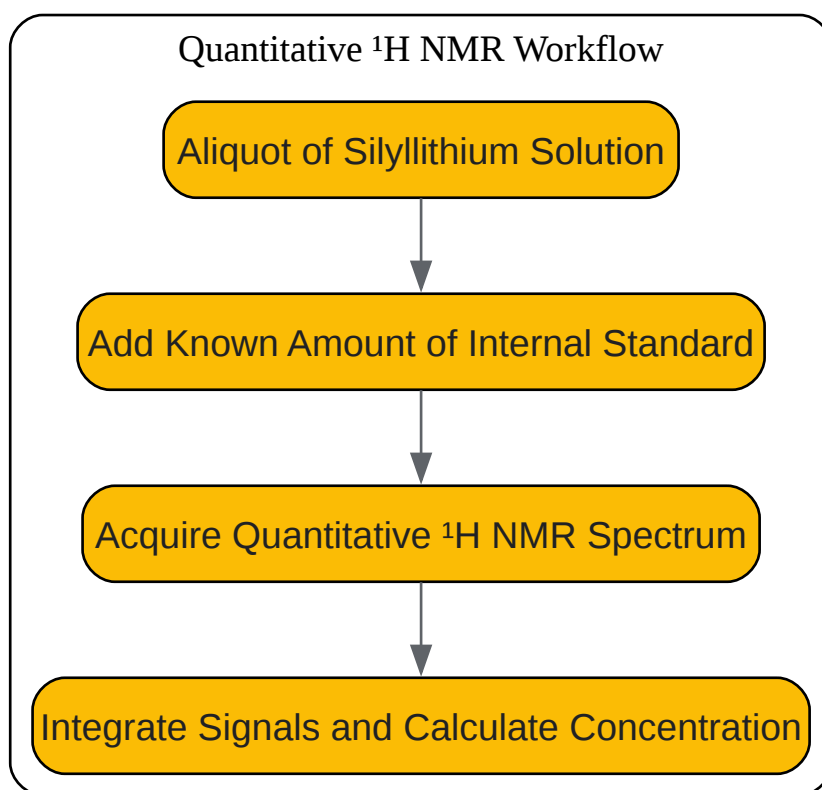 Quantitative ¹H NMR Workflow
Aliquot of Silyllithium Solution
Add Known Amount of Internal Standard
Acquire Quantitative ¹H NMR Spectrum
Integrate Signals and Calculate Concentration